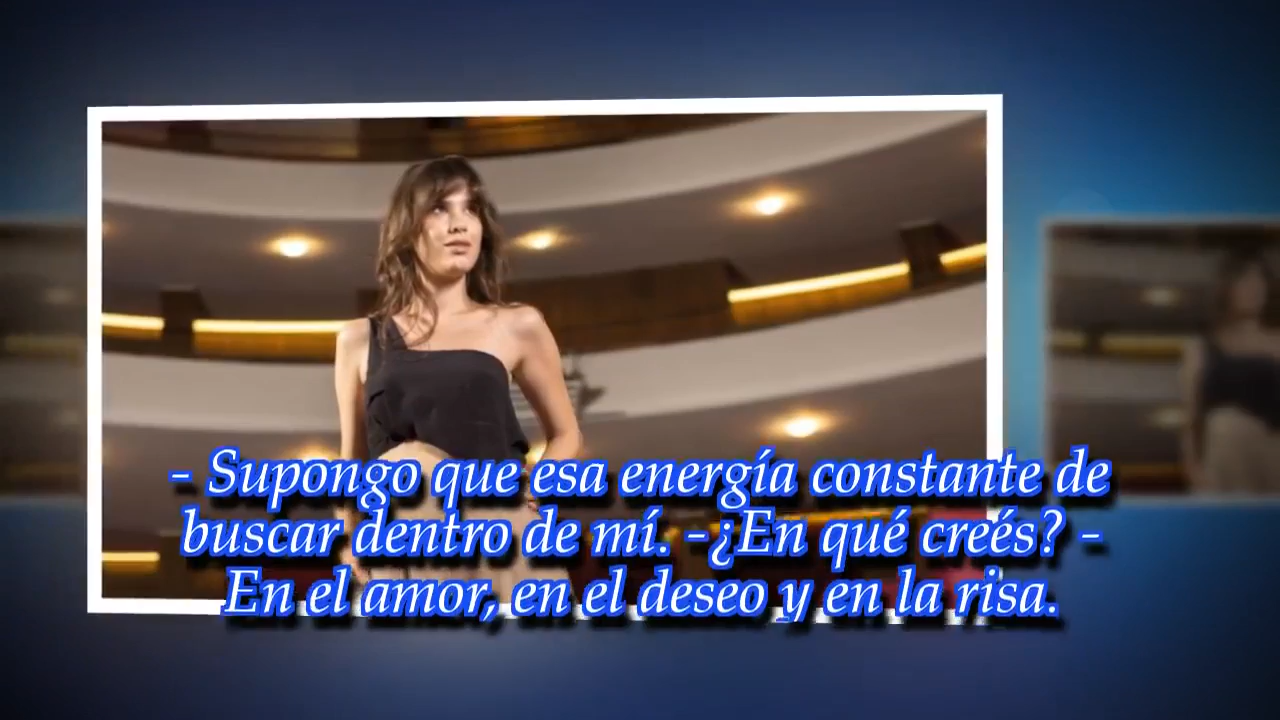 - Supongo que esa energía constante de
buscar dentro de mí. -¿En qué creés? -
En el amor, en el deseo y en la risa.